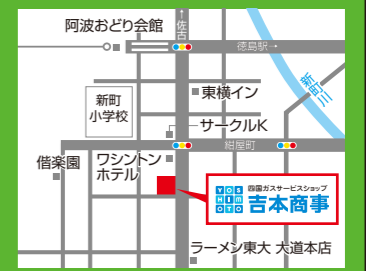 阿波おどり会館
↑佐古
徳島駅→
新町川
新町
小学校
東横イン
サークルK
紺屋町
偕楽園
ワシントン
ホテル
YOSHIMOTO
四国ガスサービスショップ
吉本商事
ラーメン東大 大道本店